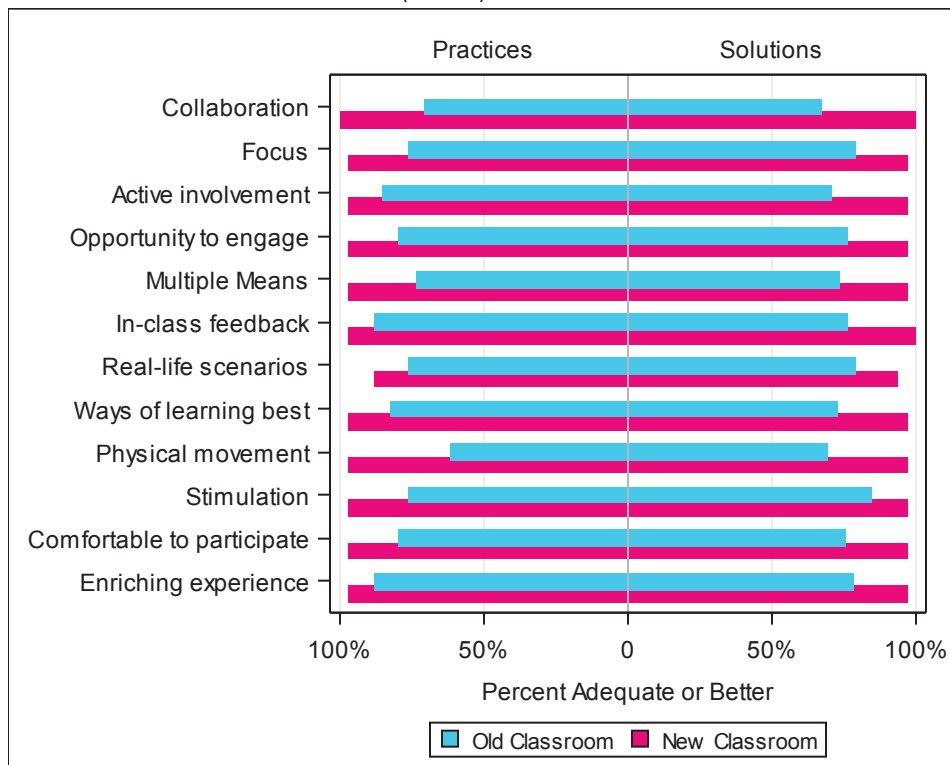 Practices Solutions
Collaboration
Focus
Active involvement
Opportunity to engage
Multiple Means
In-class feedback
Real-life scenarios
Ways of learning best
Physical movement
Stimulation
Comfortable to participate
Enriching experience
100% 50% 0 50% 100%
Percent Adequate or Better
Old Classroom New Classroom